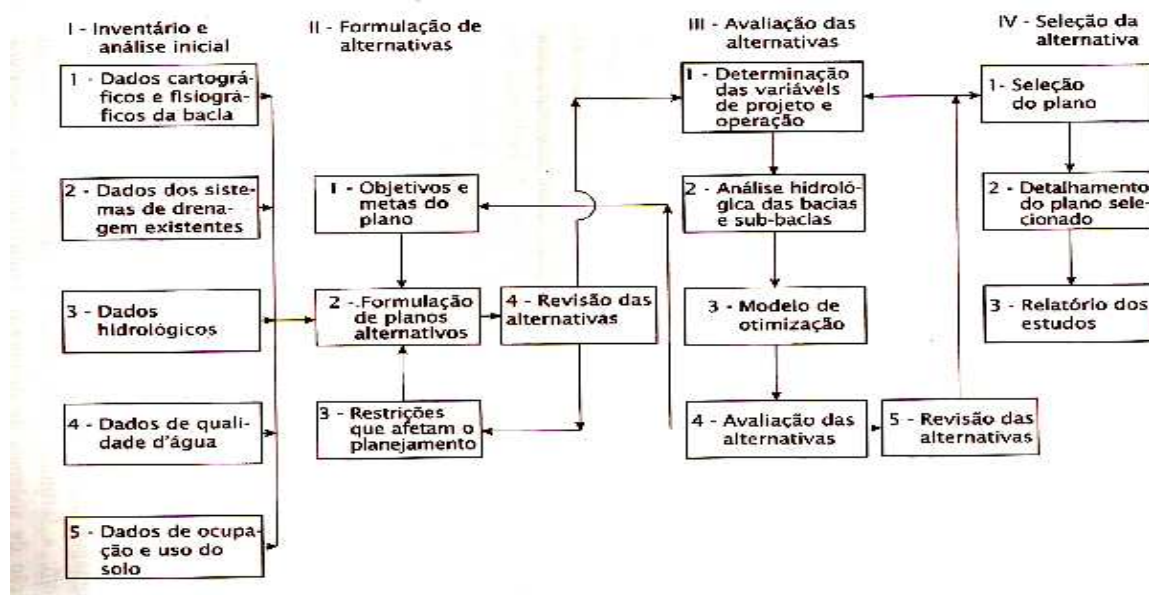 I - Inventário e
análise inicial
1 - Dados cartográ-
ficos e fisiográ-
ficos da bacia
2 - Dados dos siste-
mas de drena-
gem existentes
3 - Dados
hidrológicos
4 - Dados de quali-
dade d'água
5 - Dados de ocupa-
ção e uso do
solo
II - Formulação de
alternativas
1 - Objetivos e
metas do
plano
2 -. Formulação
de planos
alternativos
3 - Restrições
que afetam o
planejamento
4 - Revisão das
alternativas
III - Avaliação das
alternativas
1 - Determinação
das variáveis
de projeto e
operação
2 - Análise hidroló-
gica das bacias
e sub-bacias
3 - Modelo de
otimização
4 - Avaliação das
alternativas
5 - Revisão das
alternativas
IV - Seleção da
alternativa
1- Seleção
do plano
2 - Detalhamento
do plano sele-
cionado
3 - Relatório dos
estudos